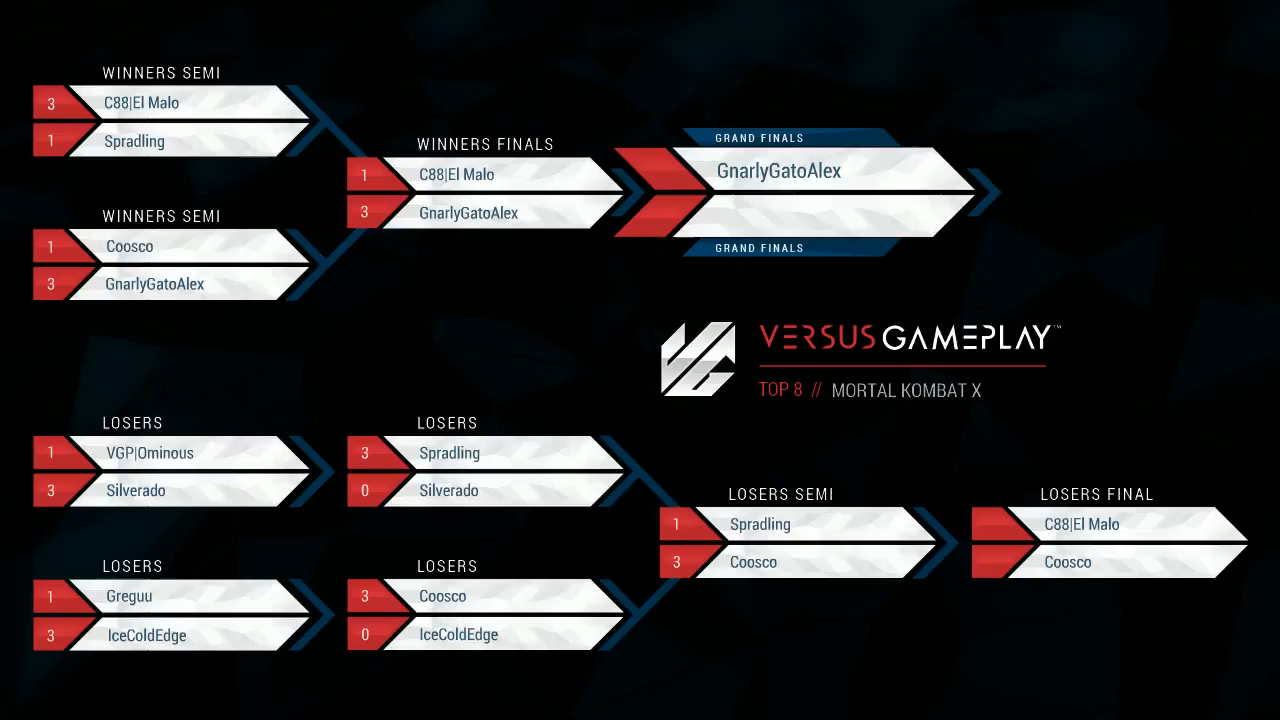 WINNERS SEMI
3 C88|El Malo
1 Spradling
WINNERS SEMI
1 Coosco
3 GnarlyGatoAlex
WINNERS FINALS
1 C88|El Malo
3 GnarlyGatoAlex
GRAND FINALS
GnarlyGatoAlex
GRAND FINALS
VERSUS GAMEPLAY™
TOP 8 // MORTAL KOMBAT X
LOSERS
1 VGP|Ominous
3 Silverado
LOSERS
3 Spradling
0 Silverado
LOSERS
1 Greguu
3 IceColdEdge
LOSERS
3 Coosco
0 IceColdEdge
LOSERS SEMI
1 Spradling
3 Coosco
LOSERS FINAL
C88|El Malo
Coosco